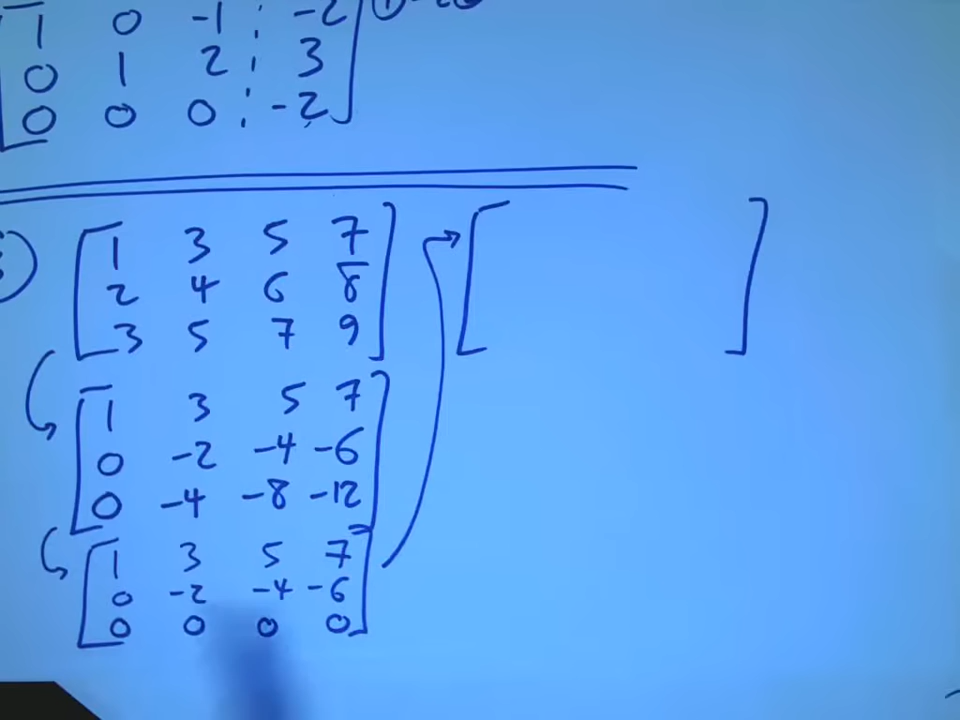 1 0 -1 ⋮ -2
0 1 2 ⋮ 3
0 0 0 ⋮ -2
1 3 5 7
2 4 6 8
3 5 7 9
1 3 5 7
0 -2 -4 -6
0 -4 -8 -12
1 3 5 7
0 -2 -4 -6
0 0 0 0